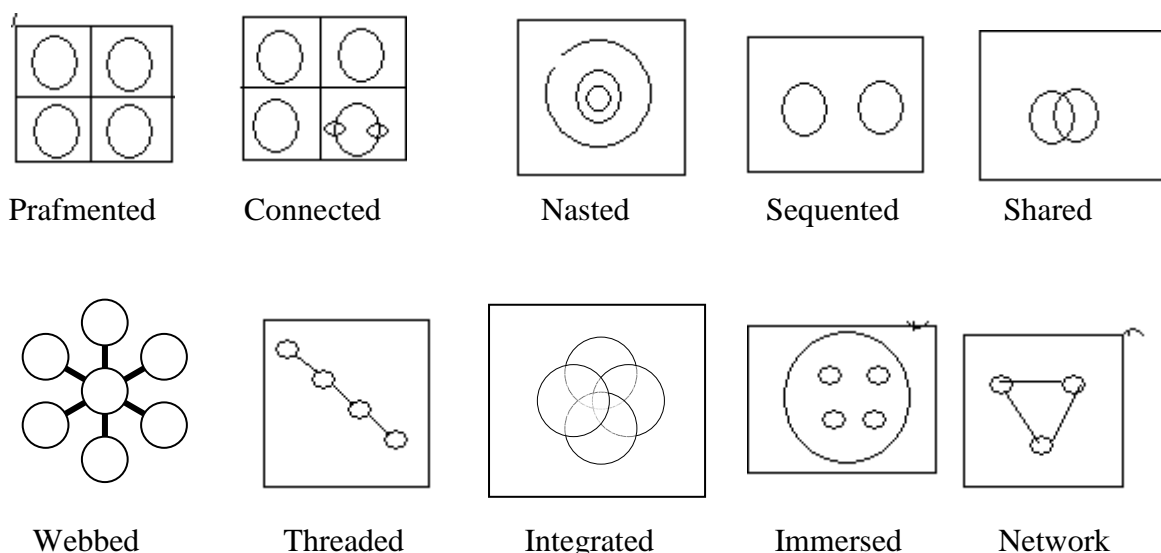 Prafmented Connected Nasted Sequented Shared
Webbed Threaded Integrated Immersed Network